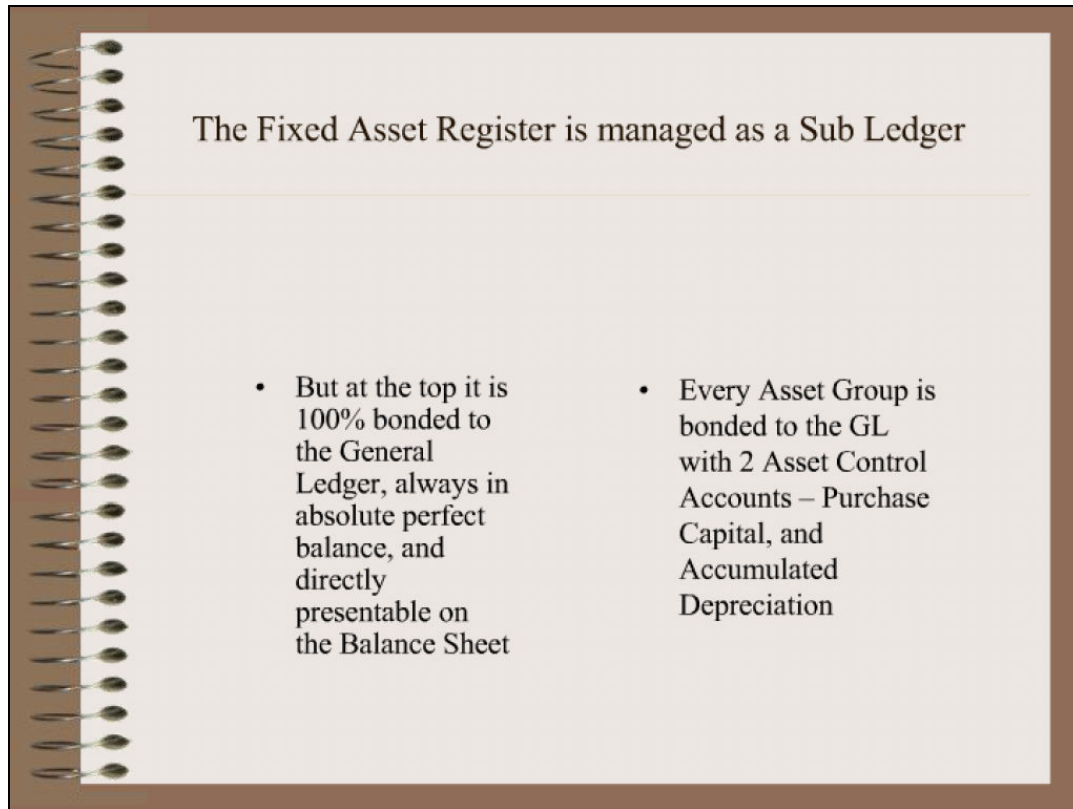 The Fixed Asset Register is managed as a Sub Ledger
• But at the top it is
100% bonded to
the General
Ledger, always in
absolute perfect
balance, and
directly
presentable on
the Balance Sheet
• Every Asset Group is
bonded to the GL
with 2 Asset Control
Accounts – Purchase
Capital, and
Accumulated
Depreciation